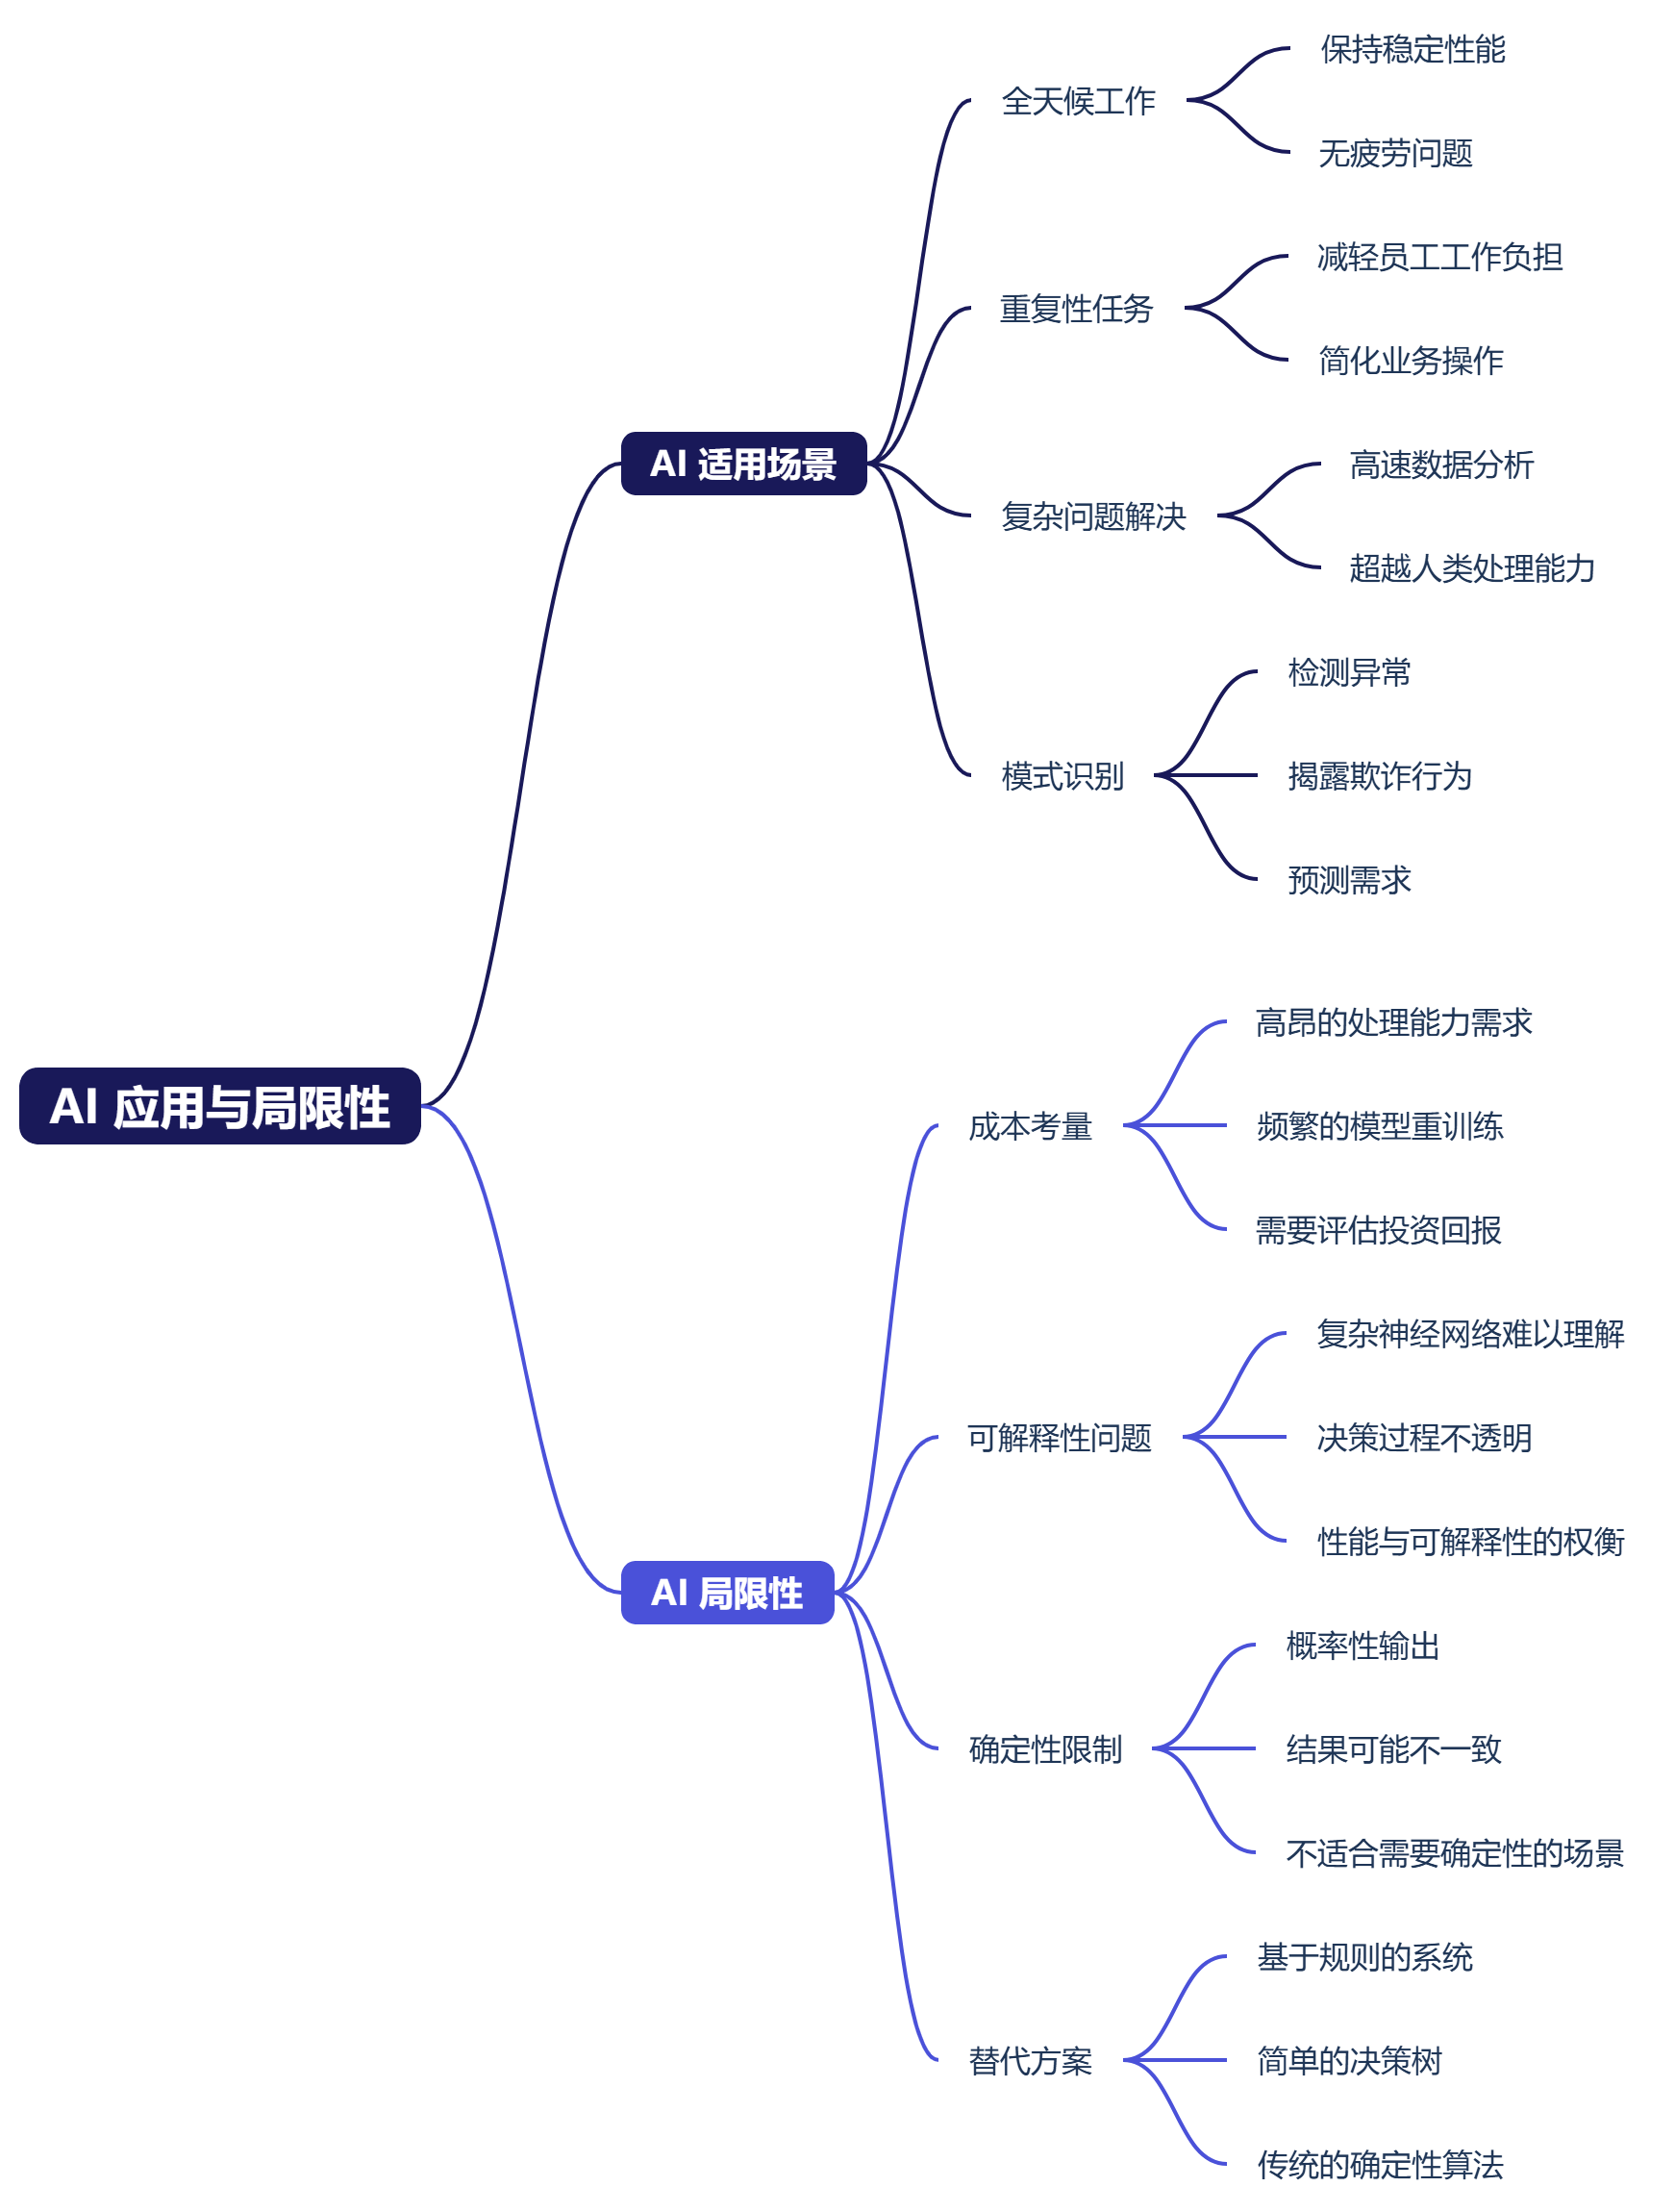 AI 应用与局限性
AI 适用场景
全天候工作
保持稳定性能
无疲劳问题
重复性任务
减轻员工工作负担
简化业务操作
复杂问题解决
高速数据分析
超越人类处理能力
模式识别
检测异常
揭露欺诈行为
预测需求
AI 局限性
成本考量
高昂的处理能力需求
频繁的模型重训练
需要评估投资回报
可解释性问题
复杂神经网络难以理解
决策过程不透明
性能与可解释性的权衡
确定性限制
概率性输出
结果可能不一致
不适合需要确定性的场景
替代方案
基于规则的系统
简单的决策树
传统的确定性算法